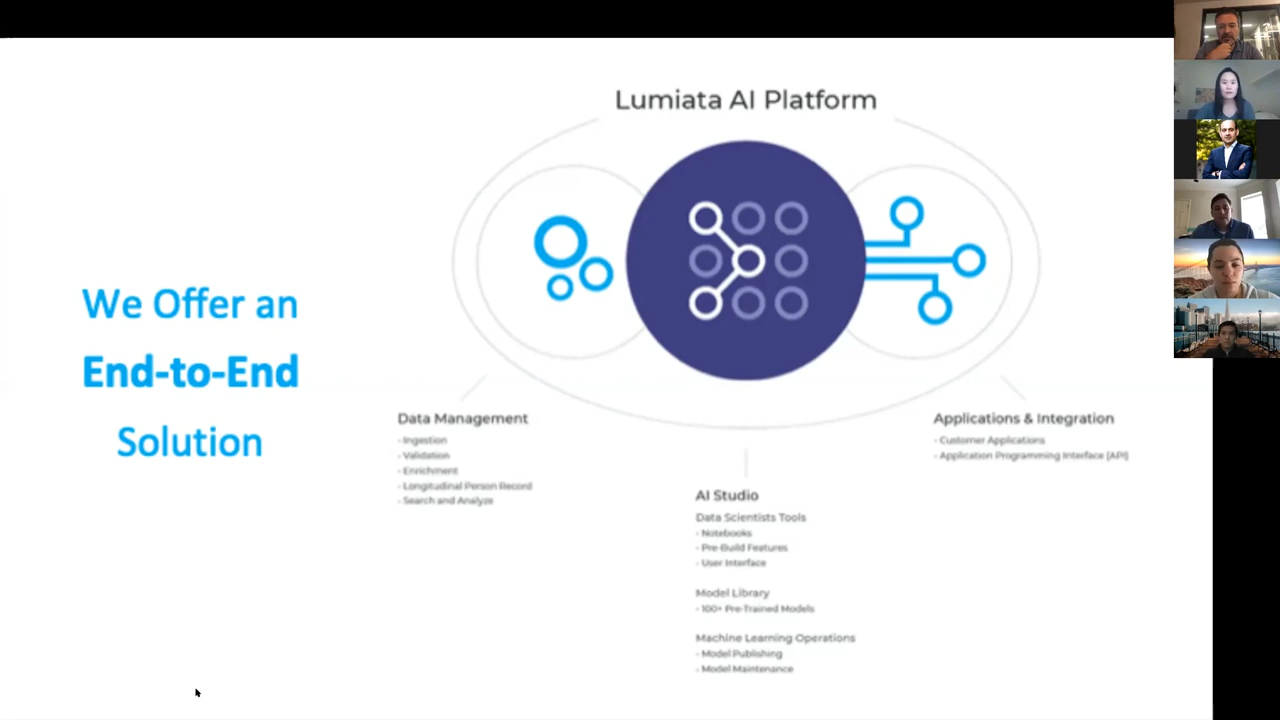 Lumiata AI Platform
We Offer an
End-to-End
Solution
Data Management
- Ingestion
- Validation
- Enrichment
- Longitudinal Person Record
- Search and Analyze
AI Studio
Data Scientists Tools
- Notebooks
- Pre-Build Features
- User Interface
Model Library
- 100+ Pre-Trained Models
Machine Learning Operations
- Model Publishing
- Model Maintenance
Applications & Integration
- Customer Applications
- Application Programming Interface (API)